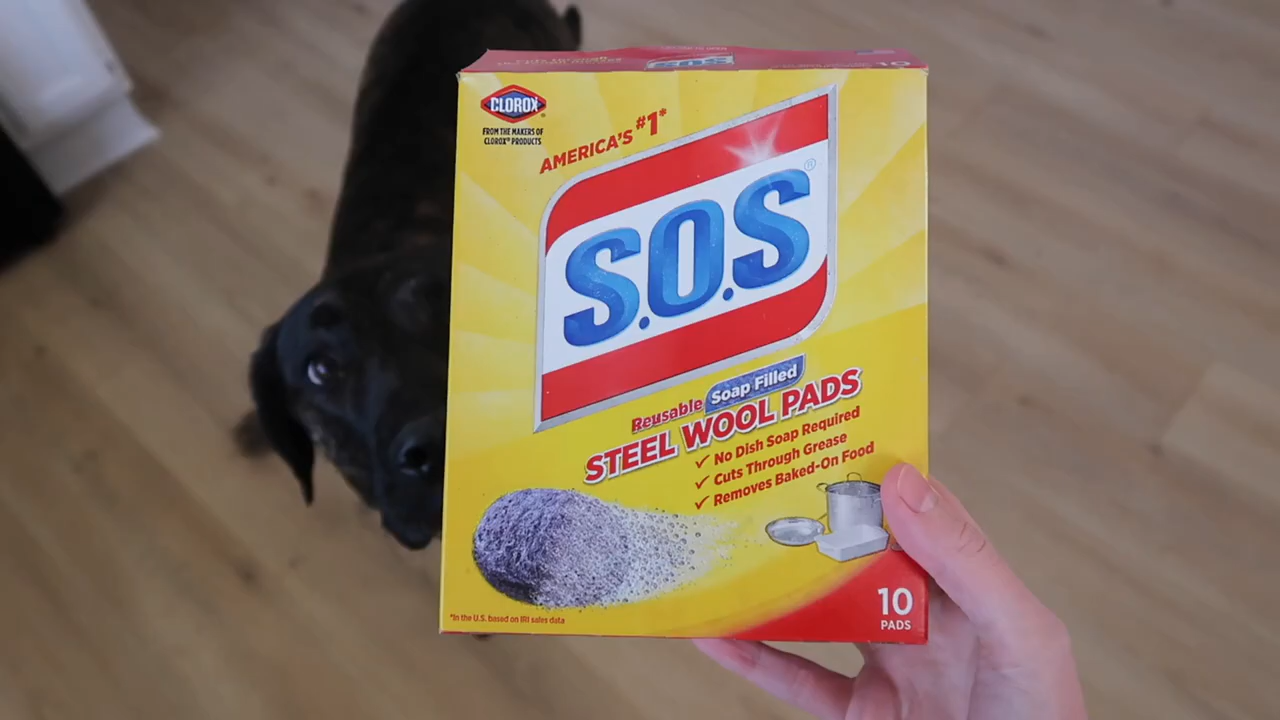 S.O.S
10
CLOROX
FROM THE MAKERS OF
CLOROX® PRODUCTS
AMERICA'S #1*
S.O.S®
Reusable Soap Filled
STEEL WOOL PADS
✓ No Dish Soap Required
✓ Cuts Through Grease
✓ Removes Baked-On Food
10
PADS
*In the U.S. based on IRI sales data